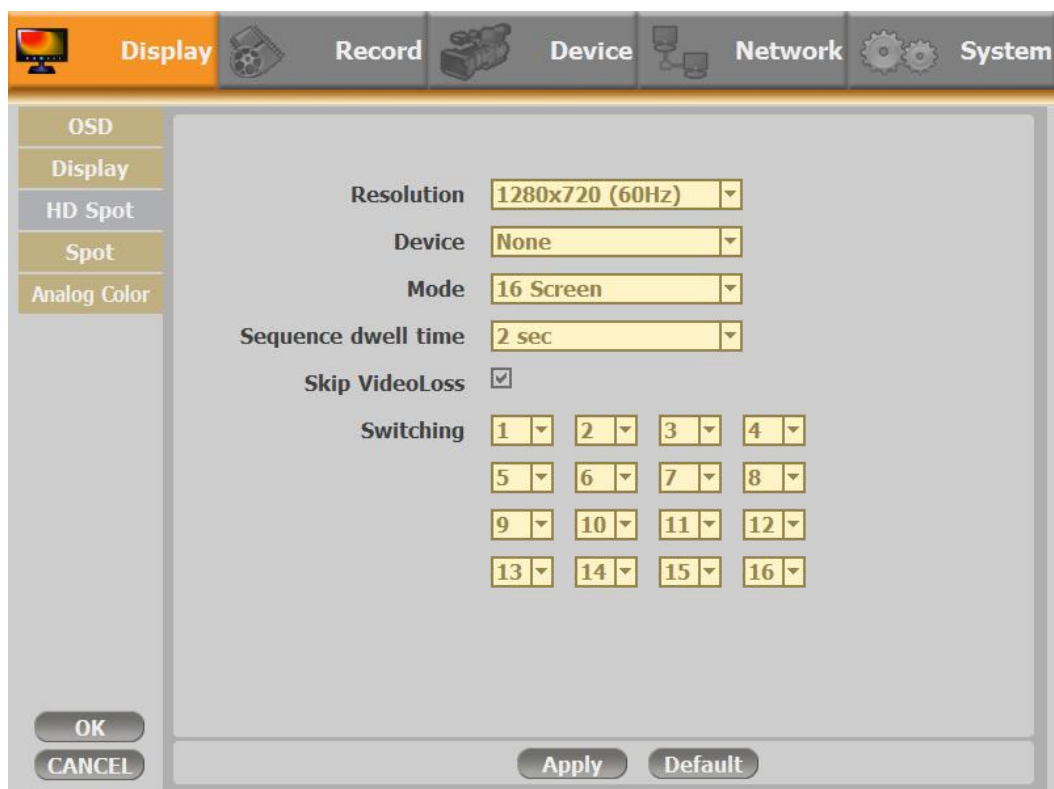 Display Record Device Network System
OSD
Display
HD Spot
Spot
Analog Color
Resolution 1280x720 (60Hz)
Device None
Mode 16 Screen
Sequence dwell time 2 sec
Skip VideoLoss
Switching 1 2 3 4
5 6 7 8
9 10 11 12
13 14 15 16
OK
CANCEL
Apply Default